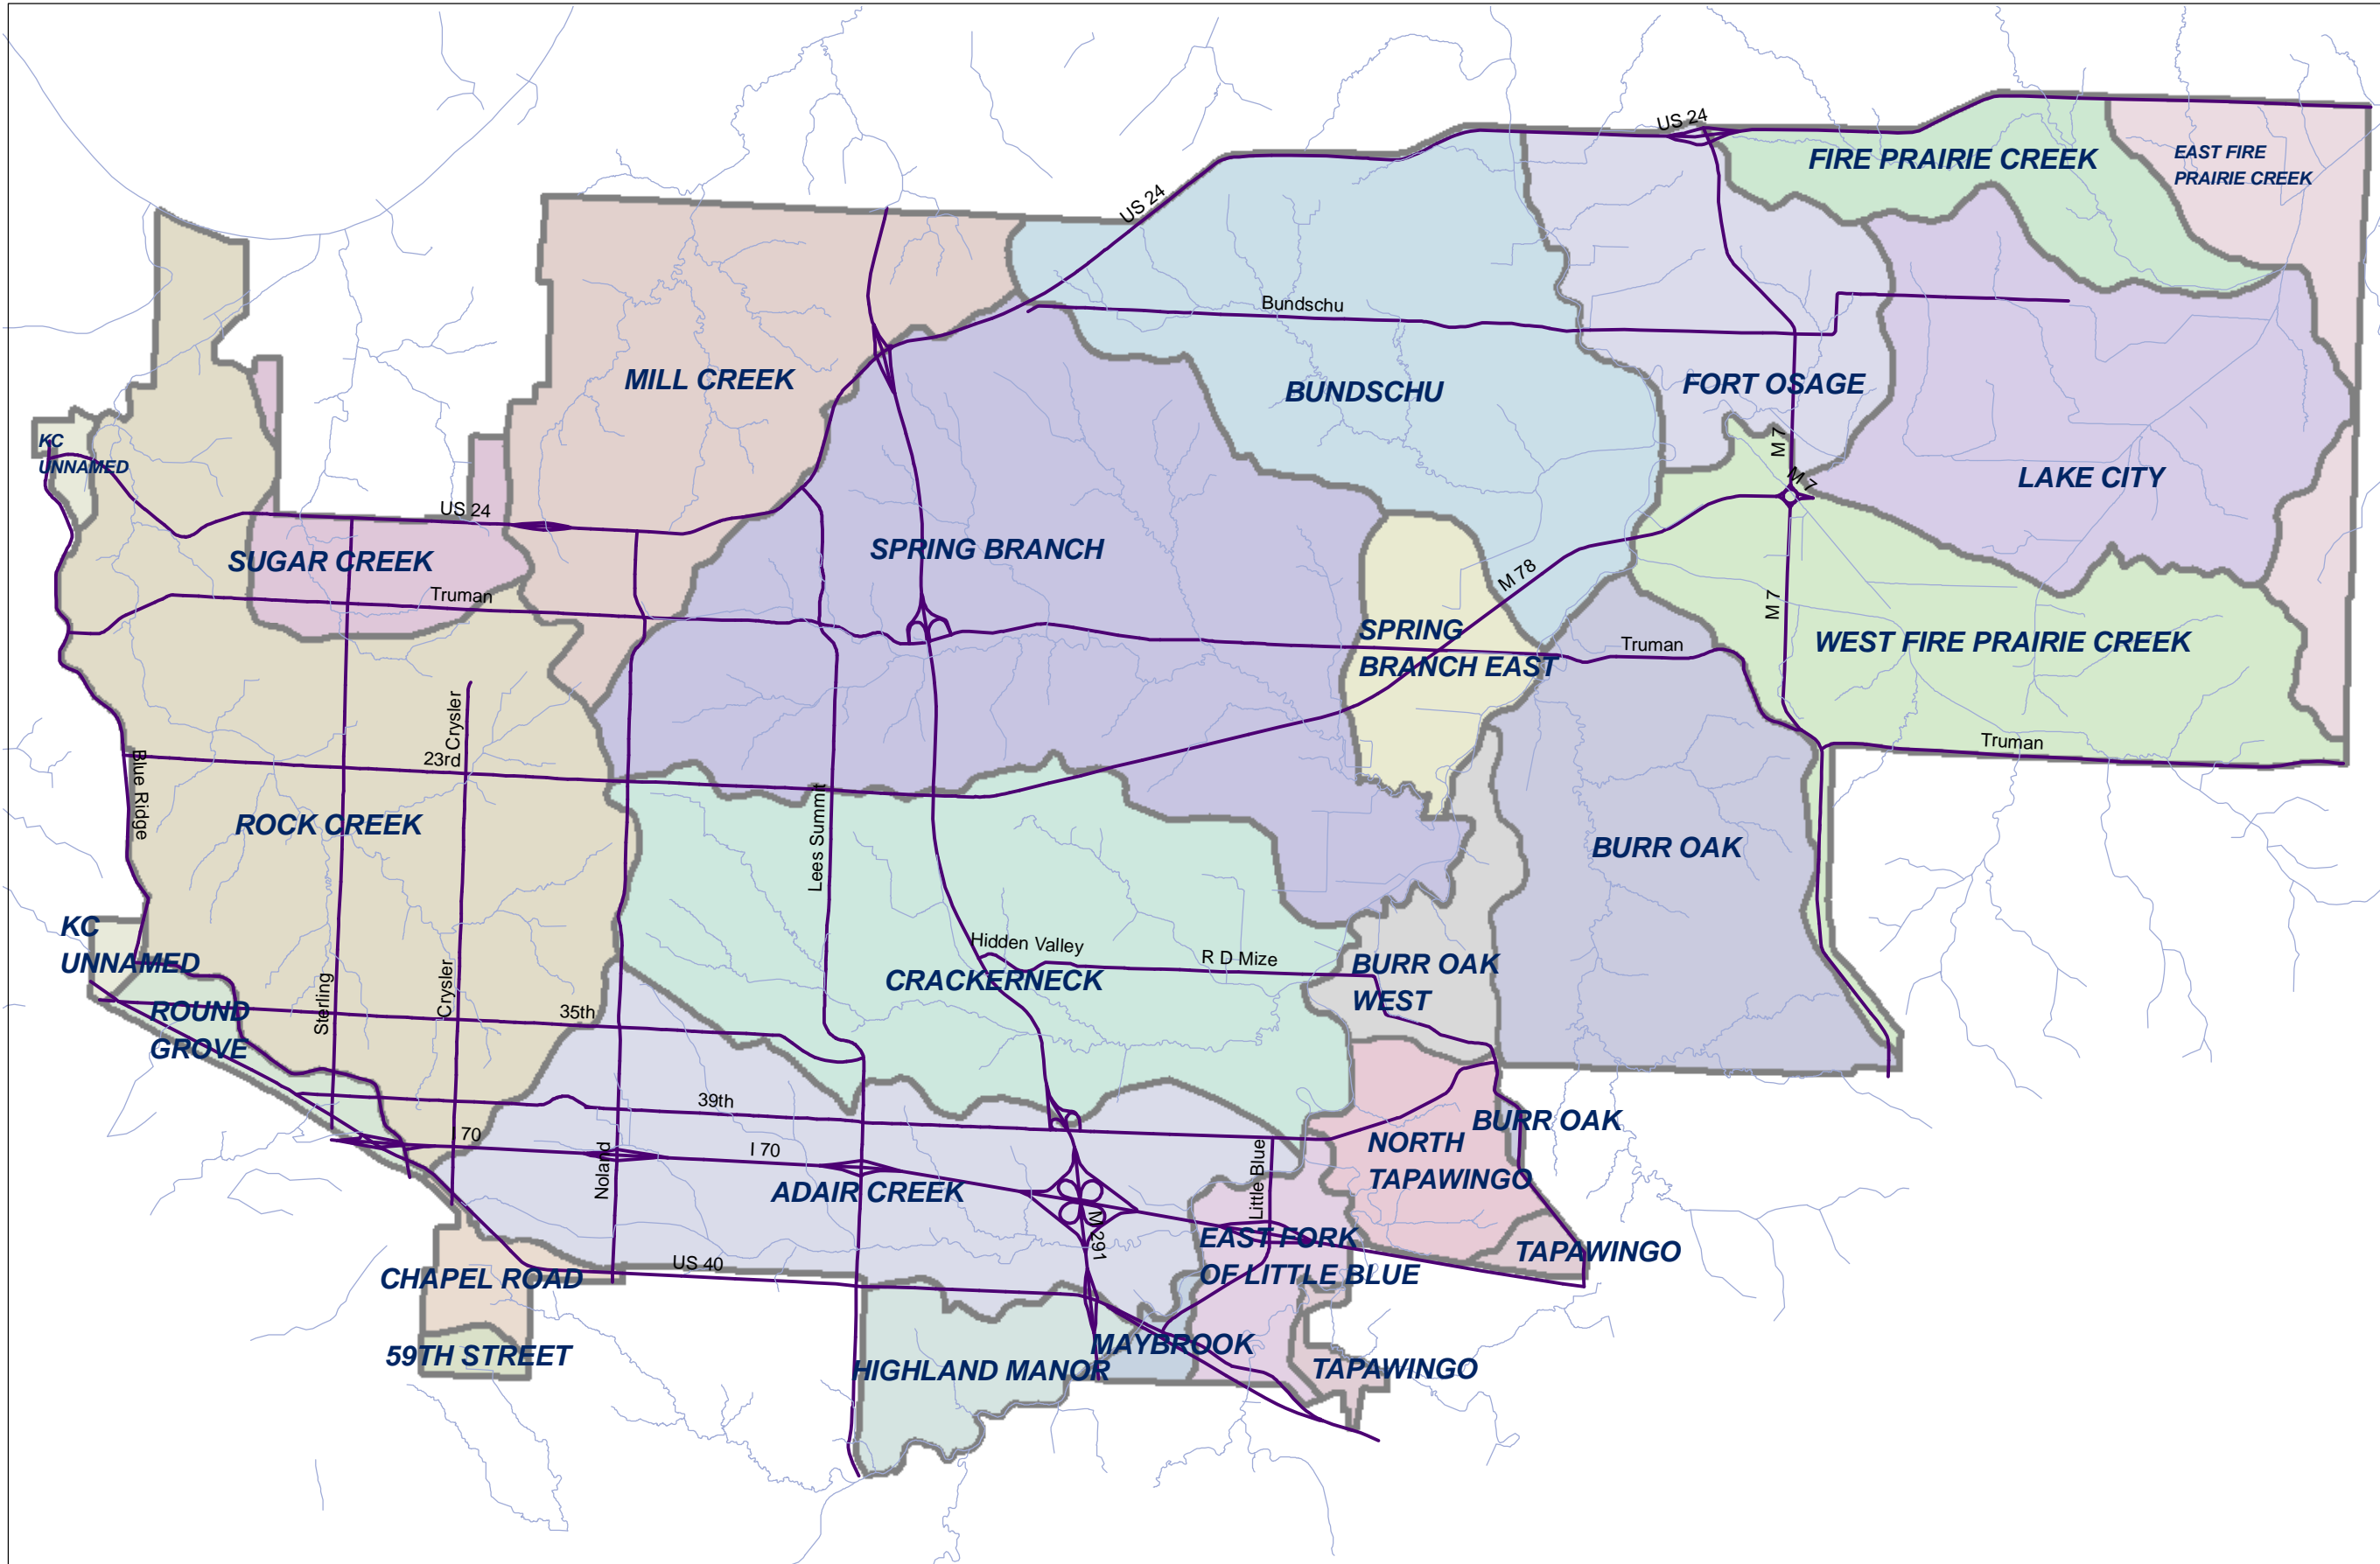 US 24
FIRE PRAIRIE CREEK
EAST FIRE
PRAIRIE CREEK
US 24
Bundschu
MILL CREEK
BUNDSCHU
FORT OSAGE
KC
UNNAMED
M 7
M 7
LAKE CITY
US 24
SUGAR CREEK
SPRING BRANCH
M 78
Truman
M 7
SPRING
BRANCH EAST
Truman
WEST FIRE PRAIRIE CREEK
Crysler
23rd
Blue Ridge
Truman
ROCK CREEK
Lees Summit
BURR OAK
KC
UNNAMED
Hidden Valley
R D Mize
CRACKERNECK
BURR OAK
WEST
ROUND
GROVE
Sterling
Crysler
35th
39th
BURR OAK
NORTH
TAPAWINGO
I 70
I 70
Noland
Little Blue
ADAIR CREEK
M 291
EAST FORK
OF LITTLE BLUE
TAPAWINGO
US 40
CHAPEL ROAD
59TH STREET
MAYBROOK
HIGHLAND MANOR
TAPAWINGO